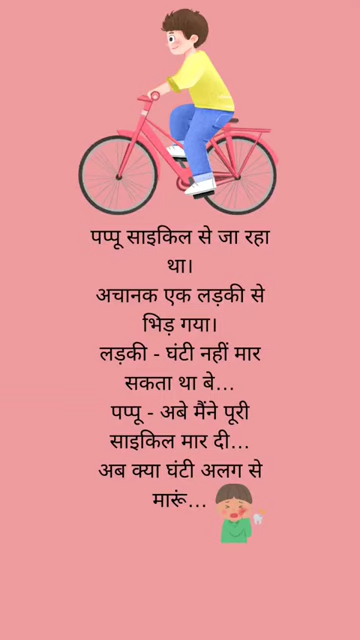 पप्पू साइकिल से जा रहा
था।
अचानक एक लड़की से
भिड़ गया।
लड़की - घंटी नहीं मार
सकता था बे...
पप्पू - अबे मैंने पूरी
साइकिल मार दी...
अब क्या घंटी अलग से
मारूं...